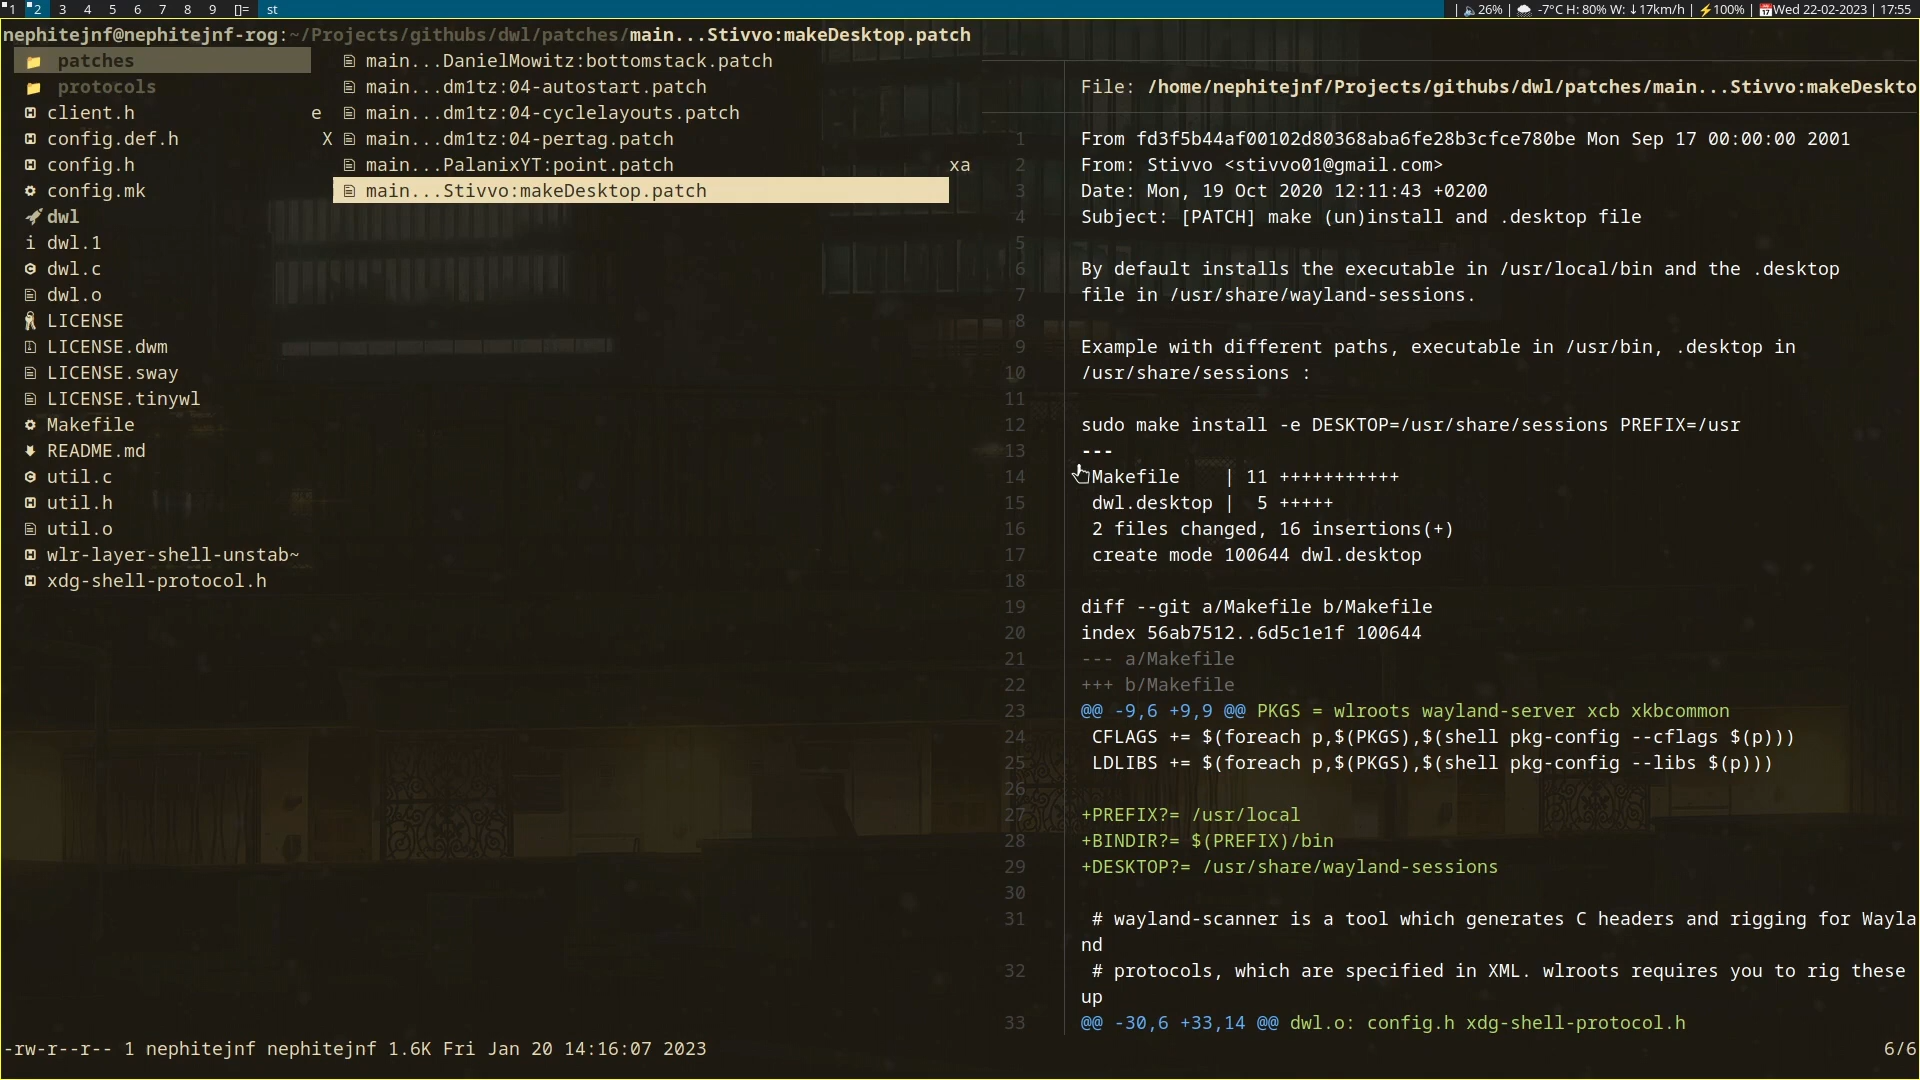 1 2 3 4 5 6 7 8 9 []= st
| 26% | -7°C H: 80% W: ↓17km/h | ⚡100% | 📅Wed 22-02-2023 | 17:55
nephitejnf@nephitejnf-rog:~/Projects/githubs/dwl/patches/main...Stivvo:makeDesktop.patch
patches
protocols
client.h e
config.def.h X
config.h
config.mk
dwl
i dwl.1
dwl.c
dwl.o
LICENSE
LICENSE.dwm
LICENSE.sway
LICENSE.tinywl
Makefile
README.md
util.c
util.h
util.o
wlr-layer-shell-unstab~
xdg-shell-protocol.h
main...DanielMowitz:bottomstack.patch
main...dm1tz:04-autostart.patch
main...dm1tz:04-cyclelayouts.patch
main...dm1tz:04-pertag.patch
main...PalanixYT:point.patch xa
main...Stivvo:makeDesktop.patch
File: /home/nephitejnf/Projects/githubs/dwl/patches/main...Stivvo:makeDeskto
1 From fd3f5b44af00102d80368aba6fe28b3cfce780be Mon Sep 17 00:00:00 2001
2 From: Stivvo <stivvo01@gmail.com>
3 Date: Mon, 19 Oct 2020 12:11:43 +0200
4 Subject: [PATCH] make (un)install and .desktop file
5
6 By default installs the executable in /usr/local/bin and the .desktop
7 file in /usr/share/wayland-sessions.
8
9 Example with different paths, executable in /usr/bin, .desktop in
10 /usr/share/sessions :
11
12 sudo make install -e DESKTOP=/usr/share/sessions PREFIX=/usr
13 ---
14 Makefile | 11 +++++++++++
15 dwl.desktop | 5 +++++
16 2 files changed, 16 insertions(+)
17 create mode 100644 dwl.desktop
18
19 diff --git a/Makefile b/Makefile
20 index 56ab7512..6d5c1e1f 100644
21 --- a/Makefile
22 +++ b/Makefile
23 @@ -9,6 +9,9 @@ PKGS = wlroots wayland-server xcb xkbcommon
24 CFLAGS += $(foreach p,$(PKGS),$(shell pkg-config --cflags $(p)))
25 LDLIBS += $(foreach p,$(PKGS),$(shell pkg-config --libs $(p)))
26
27 +PREFIX?= /usr/local
28 +BINDIR?= $(PREFIX)/bin
29 +DESKTOP?= /usr/share/wayland-sessions
30
31 # wayland-scanner is a tool which generates C headers and rigging for Wayla
nd
32 # protocols, which are specified in XML. wlroots requires you to rig these
up
33 @@ -30,6 +33,14 @@ dwl.o: config.h xdg-shell-protocol.h
-rw-r--r-- 1 nephitejnf nephitejnf 1.6K Fri Jan 20 14:16:07 2023 6/6